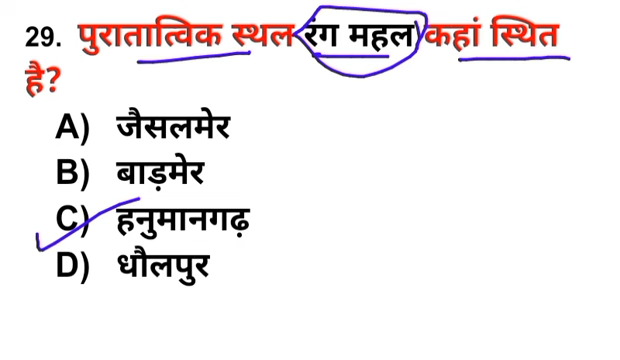 29. पुरातात्विक स्थल रंग महल कहां स्थित
है?
A) जैसलमेर
B) बाड़मेर
C) हनुमानगढ़
D) धौलपुर